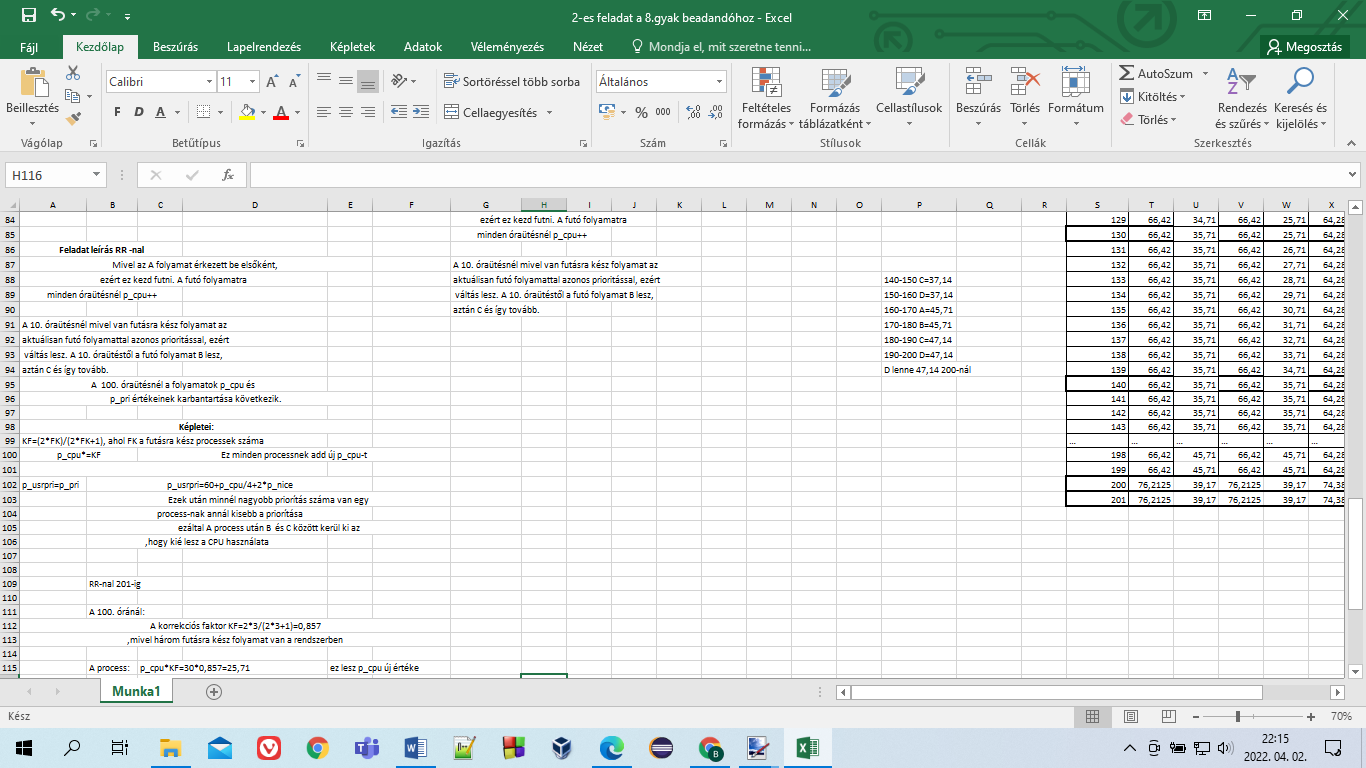 2-es feladat a 8.gyak beadandóhoz - Excel
Fájl Kezdőlap Beszúrás Lapelrendezés Képletek Adatok Véleményezés Nézet Mondja el, mit szeretne tenni... Megosztás
Beillesztés
Vágólap
Calibri 11
F D A
Betűtípus
Sortöréssel több sorba
Cellaegyesítés
Igazítás
Általános
% 000
Szám
Feltételes formázás
Formázás táblázatként
Cellastílusok
Stílusok
Beszúrás Törlés Formátum
Cellák
AutoSzum
Kitöltés
Törlés
Rendezés és szűrés
Keresés és kijelölés
Szerkesztés
H116 fx
A B C D E F G H I J K L M N O P Q R S T U V W X
84 ezért ez kezd futni. A futó folyamatra 129 66,42 34,71 66,42 25,71 64,28
85 minden óraütésnél p_cpu++ 130 66,42 35,71 66,42 25,71 64,28
86 Feladat leírás RR -nal 131 66,42 35,71 66,42 26,71 64,28
87 Mivel az A folyamat érkezett be elsőként, A 10. óraütésnél mivel van futásra kész folyamat az 132 66,42 35,71 66,42 27,71 64,28
88 ezért ez kezd futni. A futó folyamatra aktuálisan futó folyamattal azonos prioritással, ezért 140-150 C=37,14 133 66,42 35,71 66,42 28,71 64,28
89 minden óraütésnél p_cpu++ váltás lesz. A 10. óraütéstől a futó folyamat B lesz, 150-160 D=37,14 134 66,42 35,71 66,42 29,71 64,28
90 aztán C és így tovább. 160-170 A=45,71 135 66,42 35,71 66,42 30,71 64,28
91 A 10. óraütésnél mivel van futásra kész folyamat az 170-180 B=45,71 136 66,42 35,71 66,42 31,71 64,28
92 aktuálisan futó folyamattal azonos prioritással, ezért 180-190 C=47,14 137 66,42 35,71 66,42 32,71 64,28
93 váltás lesz. A 10. óraütéstől a futó folyamat B lesz, 190-200 D=47,14 138 66,42 35,71 66,42 33,71 64,28
94 aztán C és így tovább. D lenne 47,14 200-nál 139 66,42 35,71 66,42 34,71 64,28
95 A 100. óraütésnél a folyamatok p_cpu és 140 66,42 35,71 66,42 35,71 64,28
96 p_pri értékeinek karbantartása következik. 141 66,42 35,71 66,42 35,71 64,28
97 142 66,42 35,71 66,42 35,71 64,28
98 Képletei: 143 66,42 35,71 66,42 35,71 64,28
99 KF=(2*FK)/(2*FK+1), ahol FK a futásra kész processek száma ... ... ... ... ... ...
100 p_cpu*=KF Ez minden processnek add új p_cpu-t 198 66,42 45,71 66,42 45,71 64,28
101 199 66,42 45,71 66,42 45,71 64,28
102 p_usrpri=p_pri p_usrpri=60+p_cpu/4+2*p_nice 200 76,2125 39,17 76,2125 39,17 74,38
103 Ezek után minnél nagyobb priorítás száma van egy 201 76,2125 39,17 76,2125 39,17 74,38
104 process-nak annál kisebb a priorítása
105 ezáltal A process után B és C között kerül ki az
106 ,hogy kié lesz a CPU használata
107
108
109 RR-nal 201-ig
110
111 A 100. óránál:
112 A korrekciós faktor KF=2*3/(2*3+1)=0,857
113 ,mivel három futásra kész folyamat van a rendszerben
114
115 A process: p_cpu*KF=30*0,857=25,71 ez lesz p_cpu új értéke
Munka1
Kész 70%
22:15
2022. 04. 02.